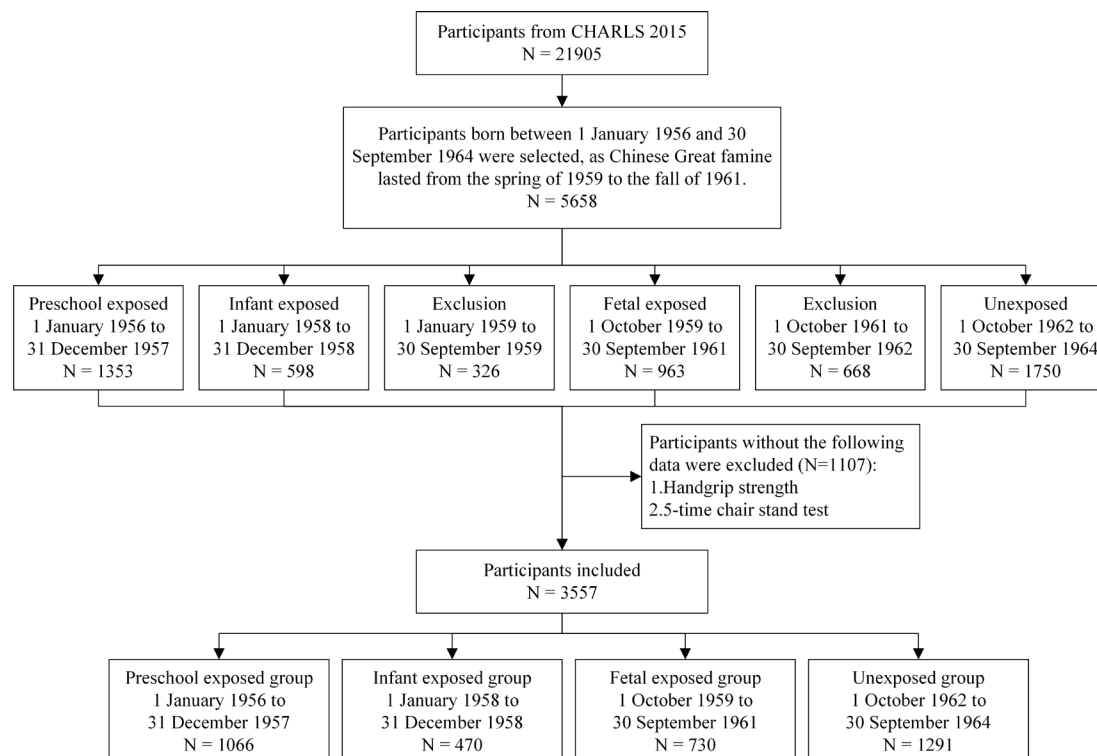 Participants from CHARLS 2015
N = 21905
Participants born between 1 January 1956 and 30
September 1964 were selected, as Chinese Great famine
lasted from the spring of 1959 to the fall of 1961.
N = 5658
Preschool exposed
1 January 1956 to
31 December 1957
N = 1353
Infant exposed
1 January 1958 to
31 December 1958
N = 598
Exclusion
1 January 1959 to
30 September 1959
N = 326
Fetal exposed
1 October 1959 to
30 September 1961
N = 963
Exclusion
1 October 1961 to
30 September 1962
N = 668
Unexposed
1 October 1962 to
30 September 1964
N = 1750
Participants without the following
data were excluded (N=1107):
1.Handgrip strength
2.5-time chair stand test
Participants included
N = 3557
Preschool exposed group
1 January 1956 to
31 December 1957
N = 1066
Infant exposed group
1 January 1958 to
31 December 1958
N = 470
Fetal exposed group
1 October 1959 to
30 September 1961
N = 730
Unexposed group
1 October 1962 to
30 September 1964
N = 1291